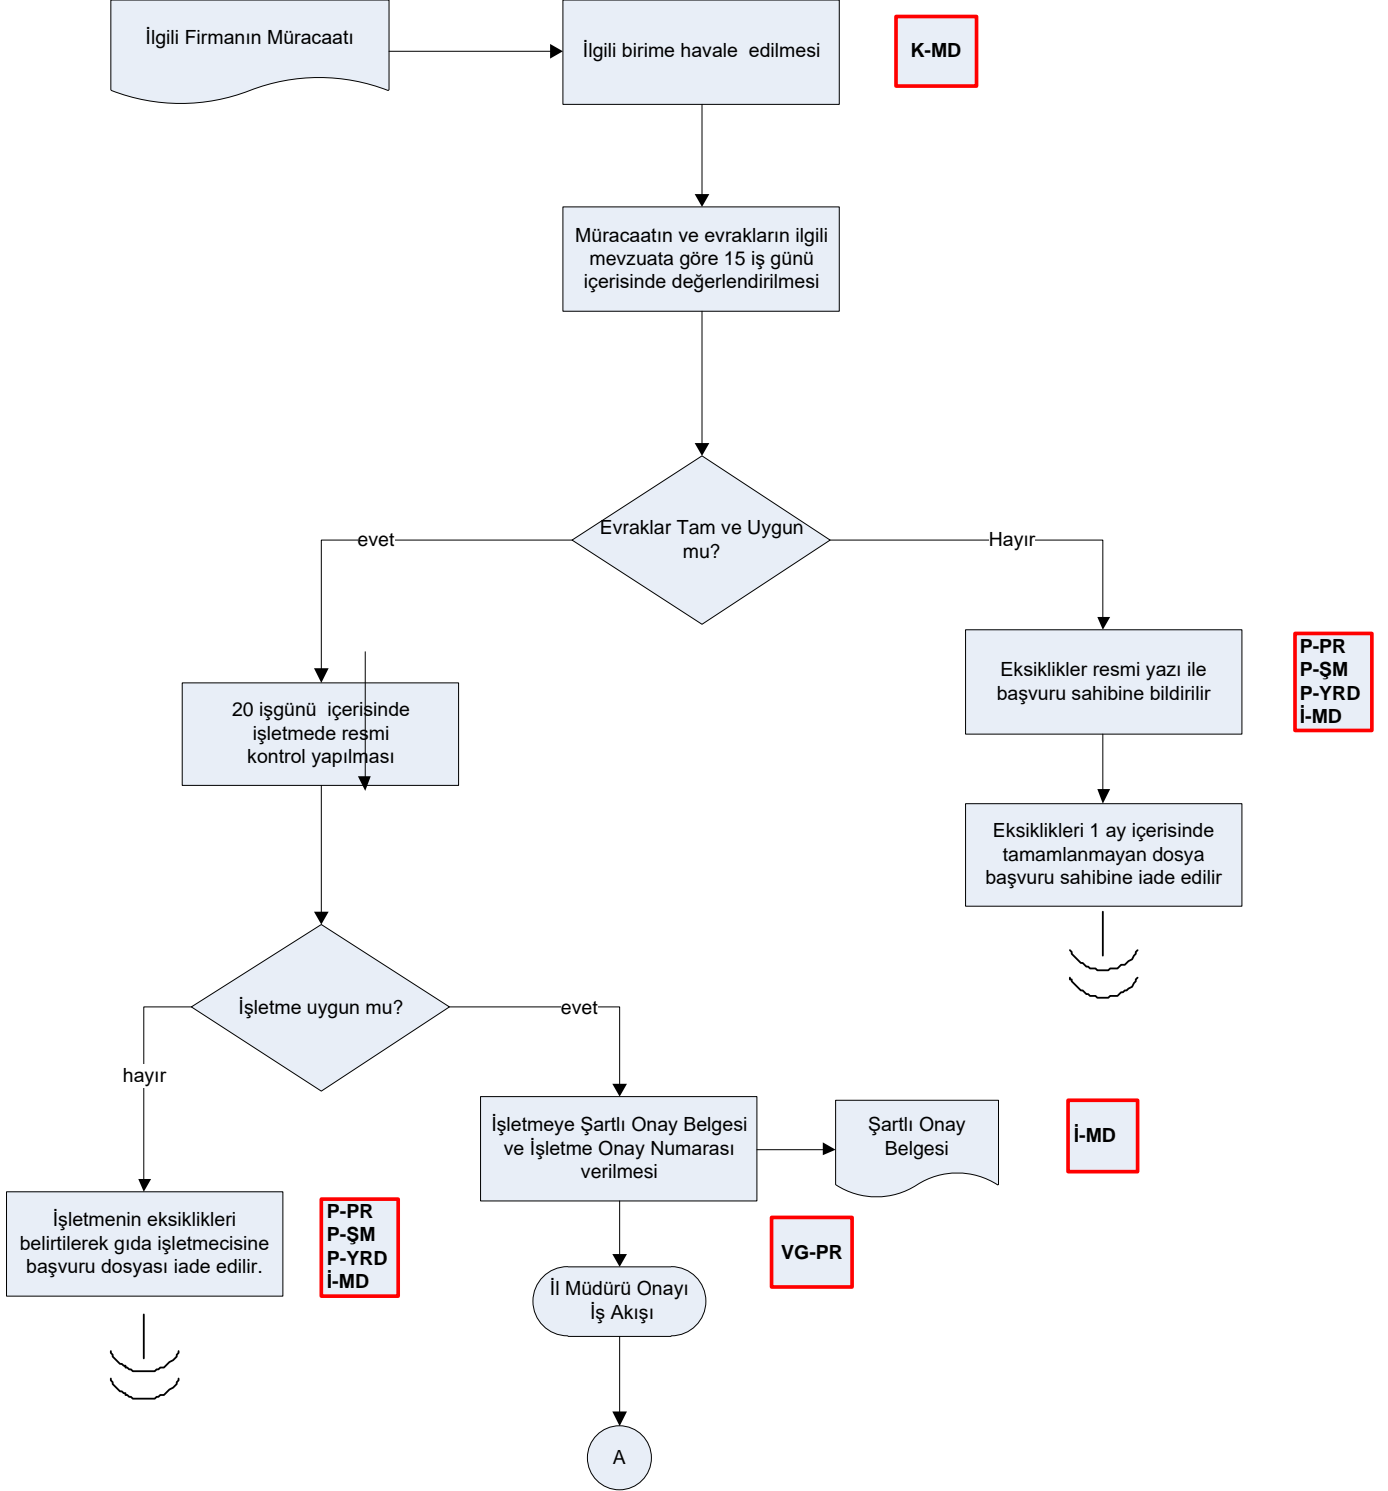 İlgili Firmanın Müracaatı
İlgili birime havale  edilmesi
K-MD
Müracaatın ve evrakların ilgili
mevzuata göre 15 iş günü
içerisinde değerlendirilmesi
Evraklar Tam ve Uygun
mu?
evet
Hayır
20 işgünü  içerisinde
işletmede resmi
kontrol yapılması
Eksiklikler resmi yazı ile
başvuru sahibine bildirilir
P-PR
P-ŞM
P-YRD
İ-MD
Eksiklikleri 1 ay içerisinde
tamamlanmayan dosya
başvuru sahibine iade edilir
İşletme uygun mu?
evet
hayır
İşletmeye Şartlı Onay Belgesi
ve İşletme Onay Numarası
verilmesi
Şartlı Onay
Belgesi
İ-MD
İşletmenin eksiklikleri
belirtilerek gıda işletmecisine
başvuru dosyası iade edilir.
P-PR
P-ŞM
P-YRD
İ-MD
VG-PR
İl Müdürü Onayı
İş Akışı
A